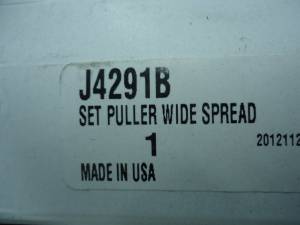 J4291B
SET PULLER WIDE SPREAD
1
2012112
MADE IN USA